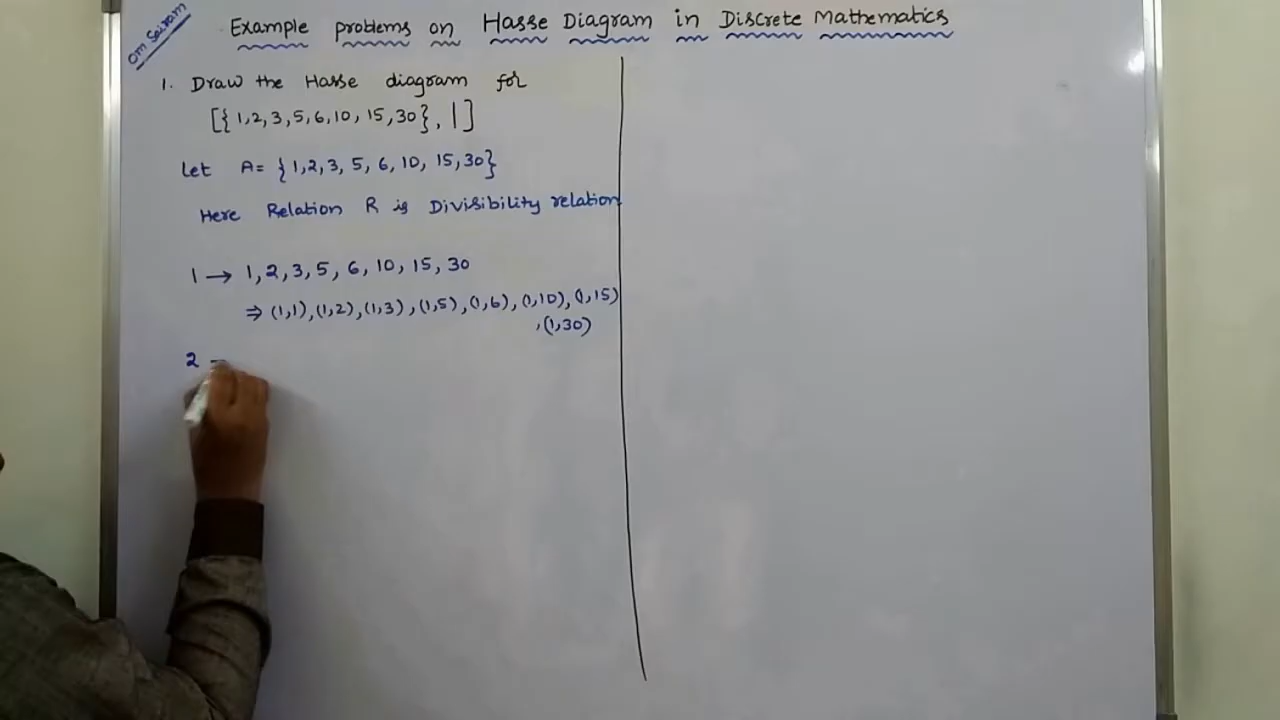 Om Sairam
Example problems on Hasse Diagram in Discrete Mathematics
1. Draw the Hasse diagram for
[{1,2,3,5,6,10, 15,30}, |]
Let A= {1,2,3, 5, 6, 10, 15,30}
Here Relation R is Divisibility relation
1 → 1,2,3,5, 6, 10, 15, 30
⇒ (1,1),(1,2),(1,3),(1,5),(1,6),(1,10),(1,15)
,(1,30)
2